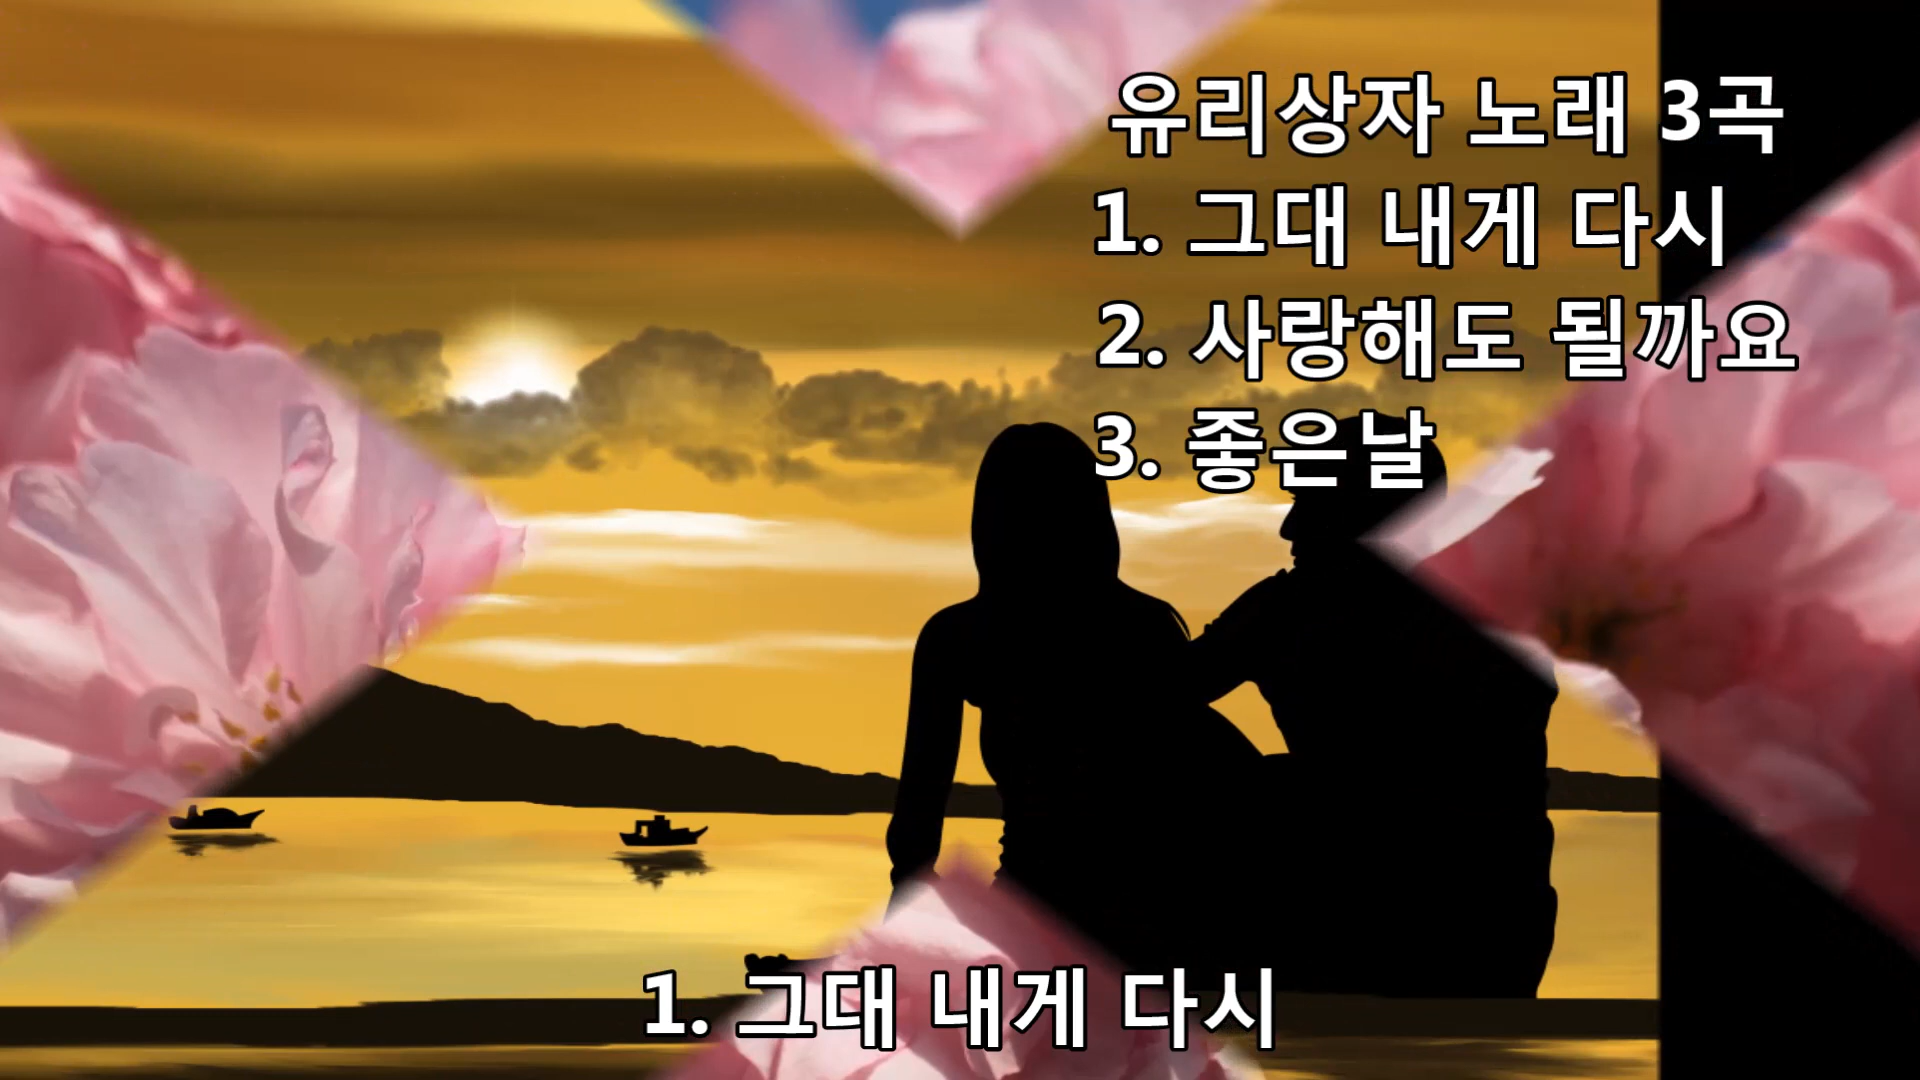 유리상자 노래 3곡
1. 그대 내게 다시
2. 사랑해도 될까요
3. 좋은날
1. 그대 내게 다시